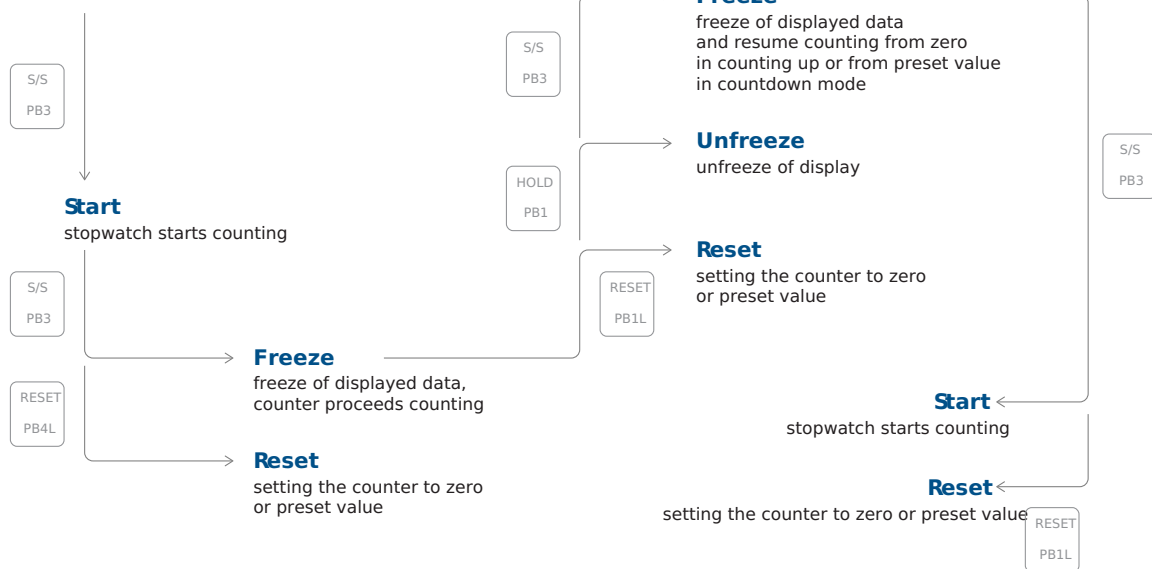 Freeze
freeze of displayed data
and resume counting from zero
in counting up or from preset value
in countdown mode
S/S
PB3
S/S
PB3
Unfreeze
unfreeze of display
S/S
PB3
HOLD
PB1
Start
stopwatch starts counting
Reset
setting the counter to zero
or preset value
S/S
PB3
RESET
PB1L
Freeze
freeze of displayed data,
counter proceeds counting
RESET
PB4L
Start
stopwatch starts counting
Reset
setting the counter to zero
or preset value
Reset
setting the counter to zero or preset value
RESET
PB1L